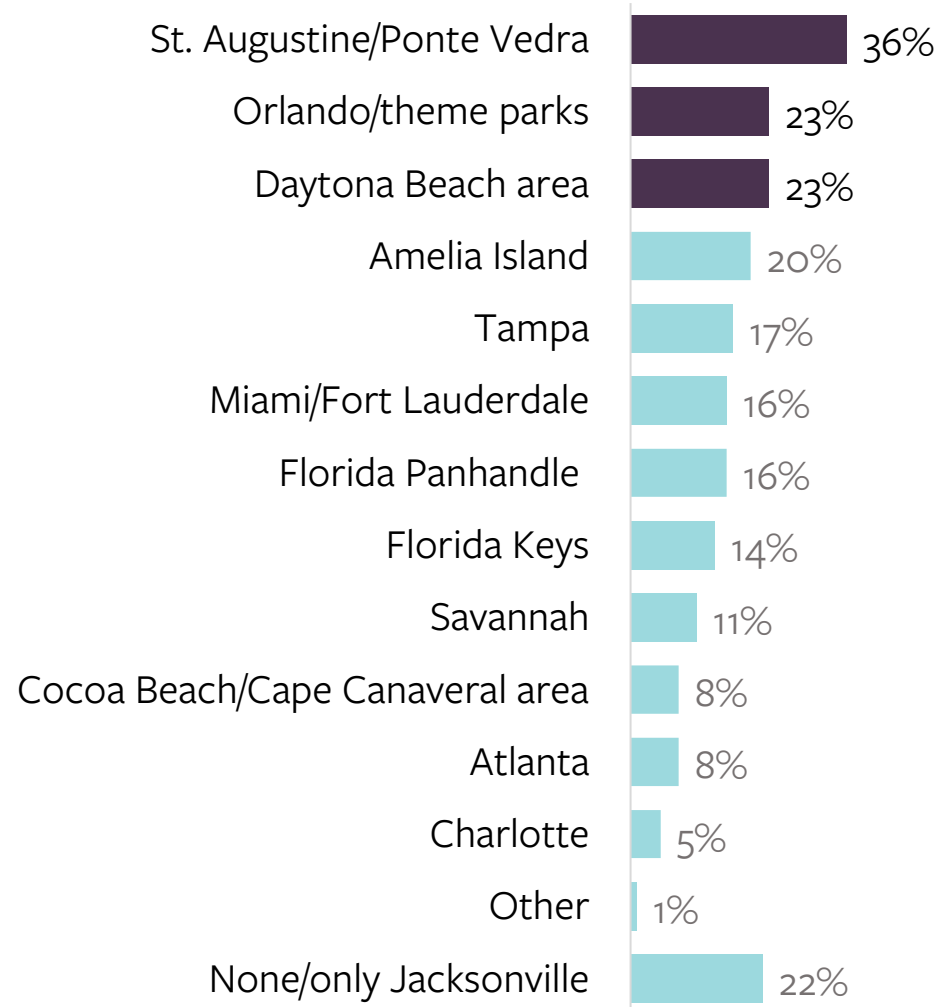 St. Augustine/Ponte Vedra 36%
Orlando/theme parks 23%
Daytona Beach area 23%
Amelia Island 20%
Tampa 17%
Miami/Fort Lauderdale 16%
Florida Panhandle 16%
Florida Keys 14%
Savannah 11%
Cocoa Beach/Cape Canaveral area 8%
Atlanta 8%
Charlotte 5%
Other 1%
None/only Jacksonville 22%